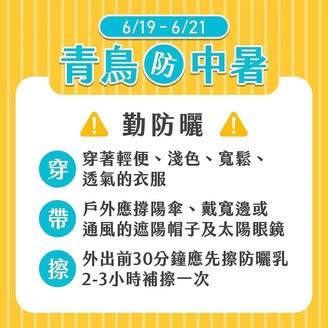 6/19 - 6/21
青鳥防中暑
勤防曬
穿
穿著輕便、淺色、寬鬆、
透氣的衣服
帶
戶外應撐陽傘、戴寬邊或
通風的遮陽帽子及太陽眼鏡
擦
外出前30分鐘應先擦防曬乳
2-3小時補擦一次